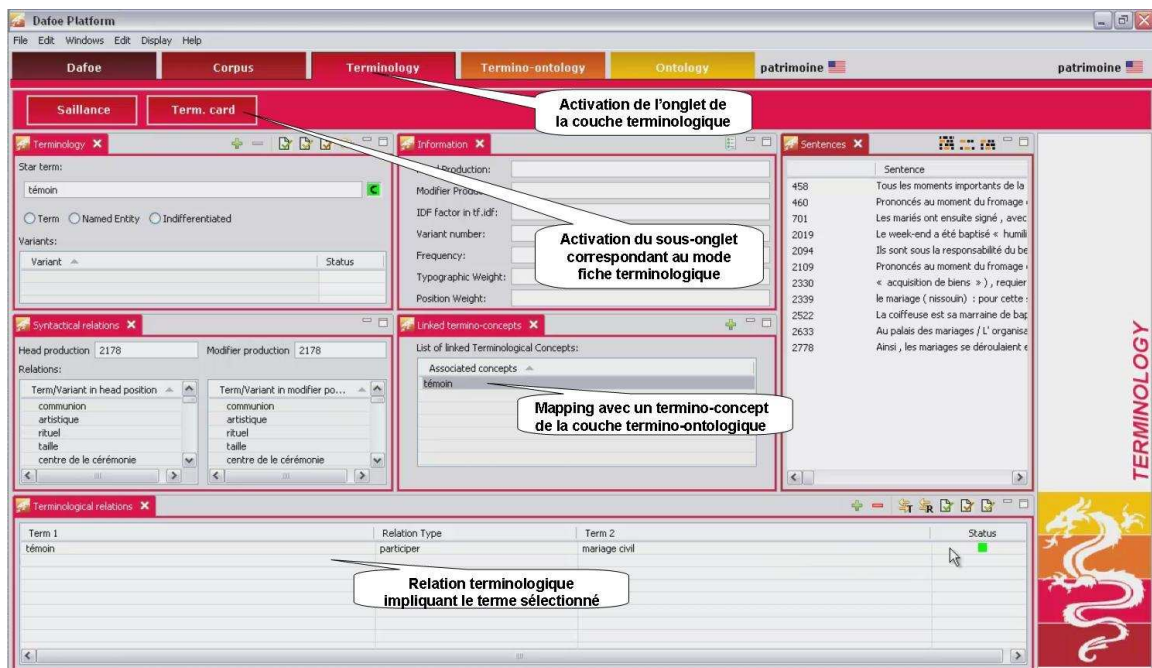 Dafoe Platform
File Edit Windows Edit Display Help
Dafoe Corpus Terminology Termino-ontology Ontology patrimoine patrimoine
Activation de l'onglet de
la couche terminologique
Saillance Term. card
Terminology
Star term:
témoin
C
Term Named Entity Indifferentiated
Variants:
Variant Status
Information
Production:
Modifier
IDF factor in tf.idf:
Variant number:
Frequency:
Typographic Weight:
Position Weight:
Activation du sous-onglet
correspondant au mode
fiche terminologique
Sentences
Sentence
458 Tous les moments importants de la
460 Prononcés au moment du fromage
701 Les mariés ont ensuite signé , avec
2019 Le week-end a été baptisé « humili
2094 Ils sont sous la responsabilité du be
2109 Prononcés au moment du fromage
2330 « acquisition de biens » ) , requier
2339 le mariage ( nissouin) : pour cette
2522 La coiffeuse est sa marraine de bap
2633 Au palais des mariages / L' organisa
2778 Ainsi , les mariages se déroulaient e
Syntactical relations
Head production 2178 Modifier production 2178
Relations:
Term/Variant in head position Term/Variant in modifier po...
communion communion
artistique artistique
rituel rituel
taille taille
centre de le cérémonie centre de le cérémonie
Linked termino-concepts
List of linked Terminological Concepts:
Associated concepts
témoin
Mapping avec un termino-concept
de la couche termino-ontologique
TERMINOLOGY
Terminological relations
T R
Term 1 Relation Type Term 2 Status
témoin participer mariage civil
Relation terminologique
impliquant le terme sélectionné